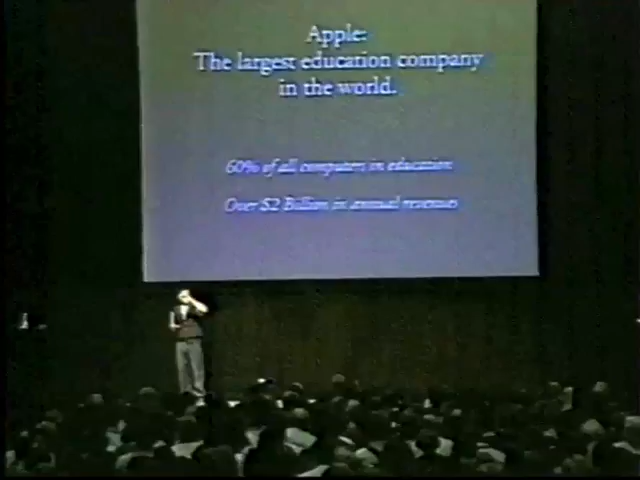 Apple:
The largest education company
in the world.
60% of all computers in education
Over $2 Billion in annual revenues